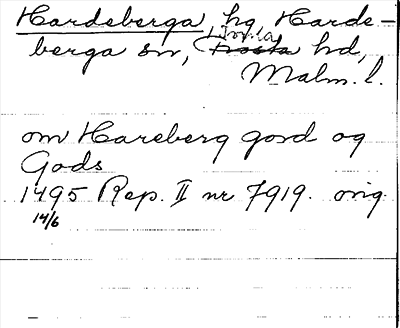 Hardeberga, hg, Harde-
berga sn, Torna hd,
Malm. l.
om Hareberg gord og
Gods
1495 Rep. II nr 7919. orig
14/6